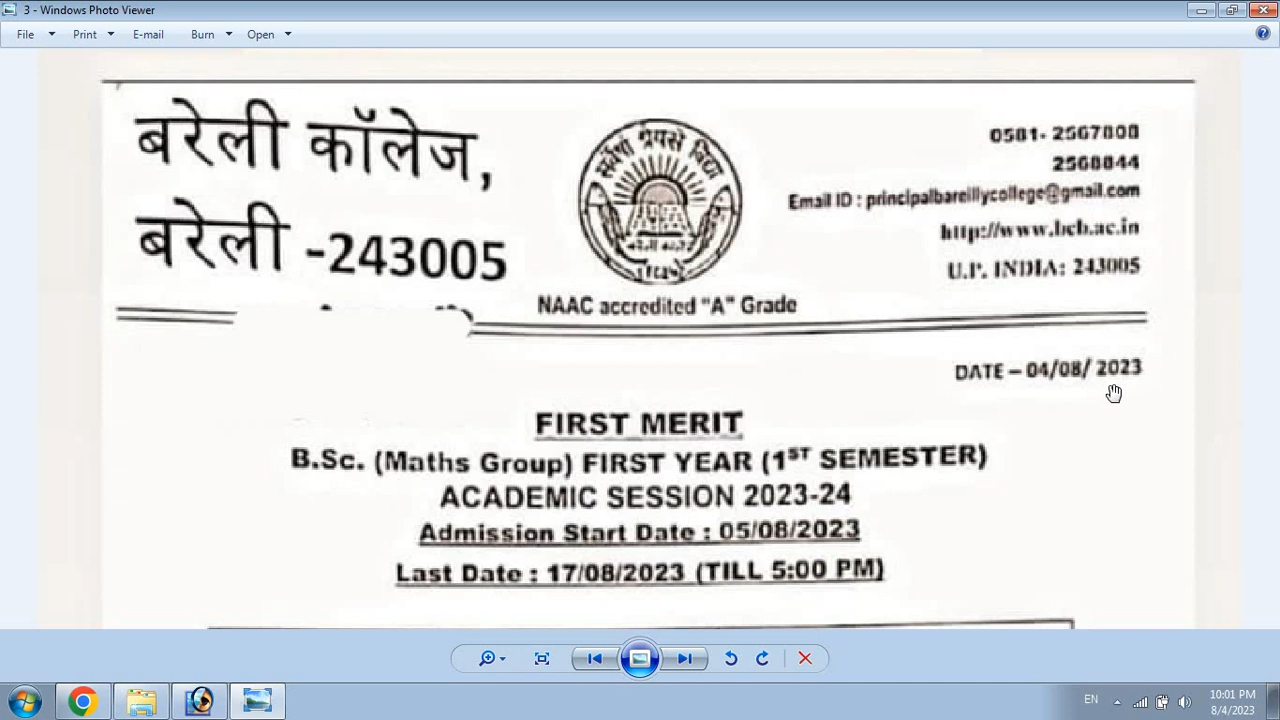 3 - Windows Photo Viewer
File Print E-mail Burn Open
बरेली कॉलेज,
बरेली -243005
सर्वेषां प्रेयसे विद्या
बरेली कालेज
NAAC accredited "A" Grade
0581- 2567808
2568844
Email ID : principalbareillycollege@gmail.com
http://www.bcb.ac.in
U.P. INDIA: 243005
DATE – 04/08/ 2023
FIRST MERIT
B.Sc. (Maths Group) FIRST YEAR (1ST SEMESTER)
ACADEMIC SESSION 2023-24
Admission Start Date : 05/08/2023
Last Date : 17/08/2023 (TILL 5:00 PM)
EN
10:01 PM
8/4/2023